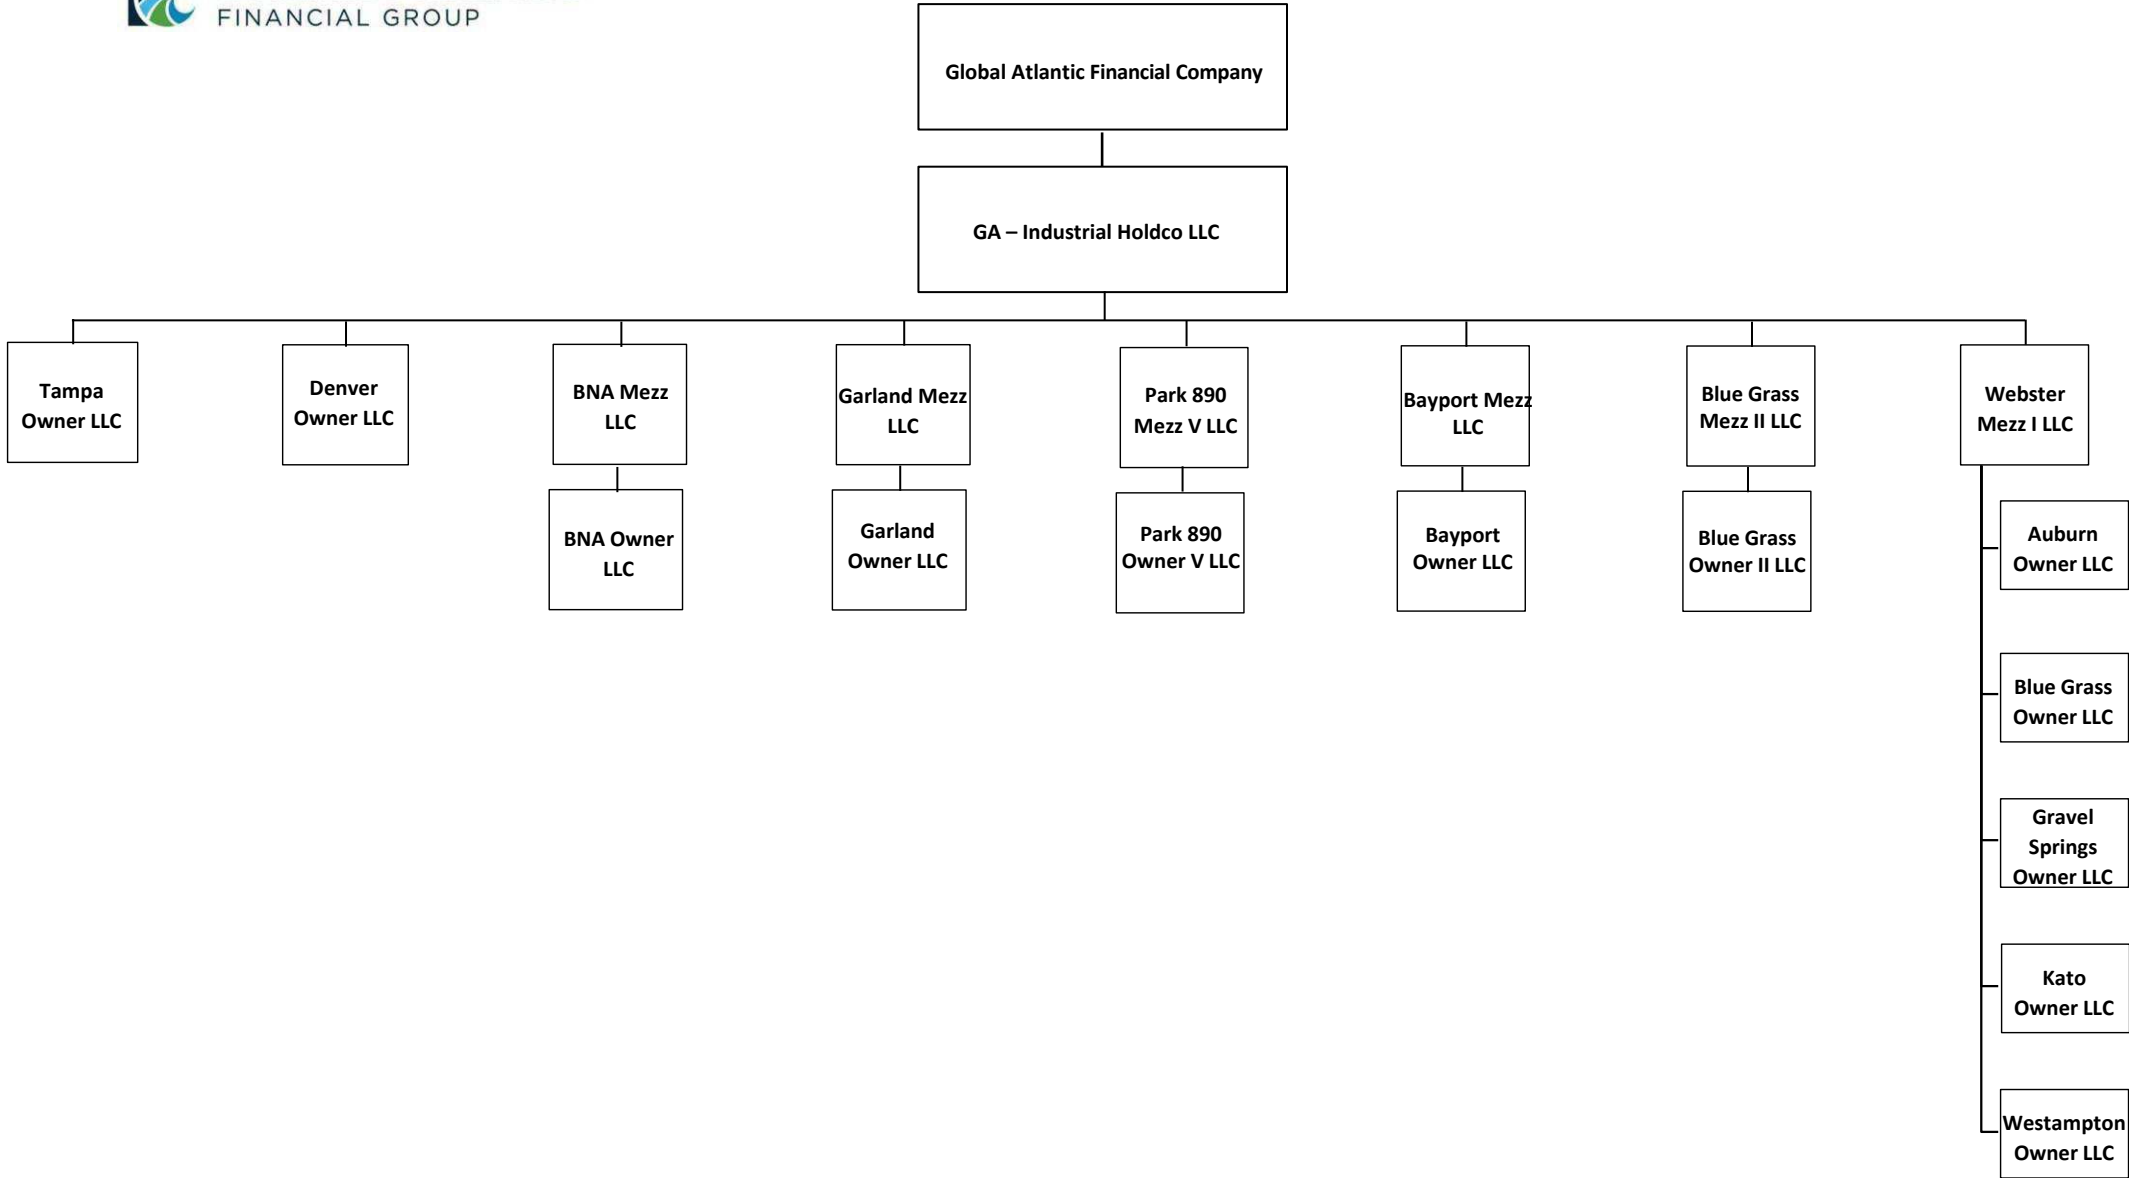 FINANCIAL GROUP
Global Atlantic Financial Company
GA – Industrial Holdco LLC
Tampa
Owner LLC
Denver
Owner LLC
BNA Mezz
LLC
Garland Mezz
LLC
Park 890
Mezz V LLC
Bayport Mezz
LLC
Blue Grass
Mezz II LLC
Webster
Mezz I LLC
BNA Owner
LLC
Garland
Owner LLC
Park 890
Owner V LLC
Bayport
Owner LLC
Blue Grass
Owner II LLC
Auburn
Owner LLC
Blue Grass
Owner LLC
Gravel
Springs
Owner LLC
Kato
Owner LLC
Westampton
Owner LLC